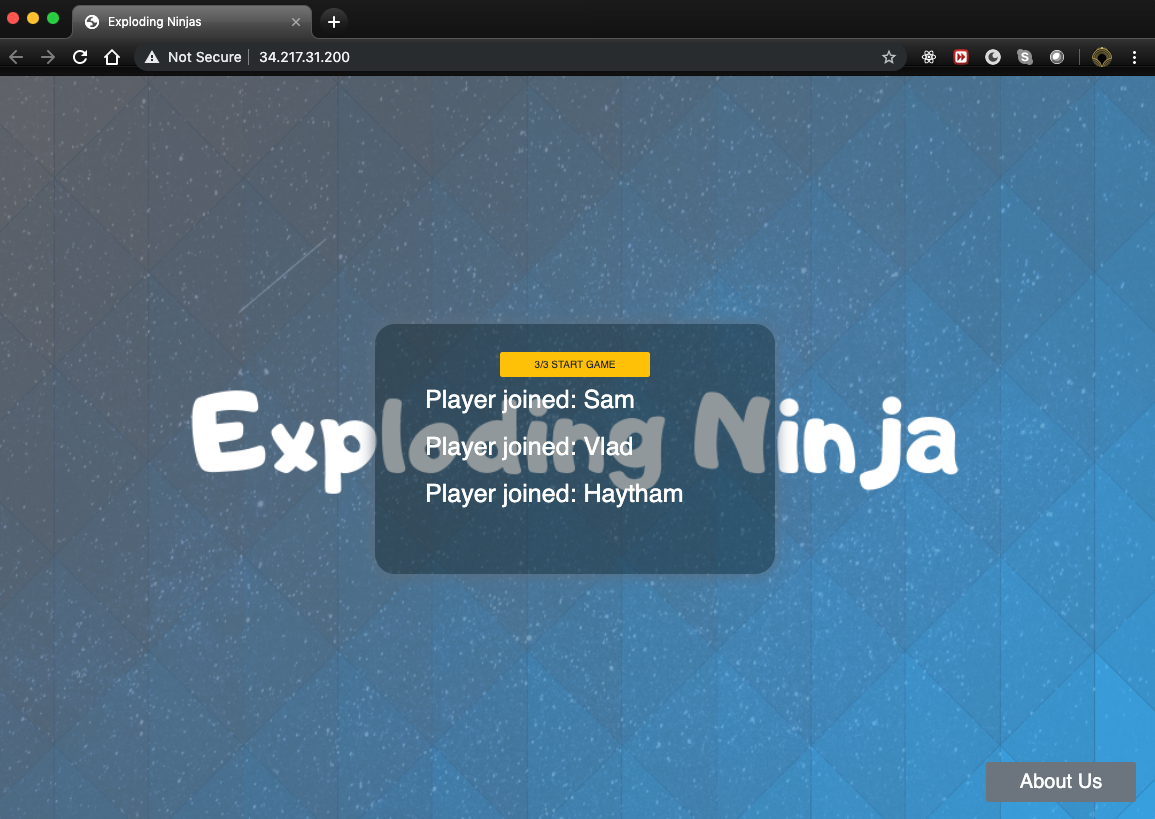 Exploding Ninjas
Not Secure
34.217.31.200
3/3 START GAME
Player joined: Sam
Exploding Ninja
Player joined: Vlad
Player joined: Haytham
About Us